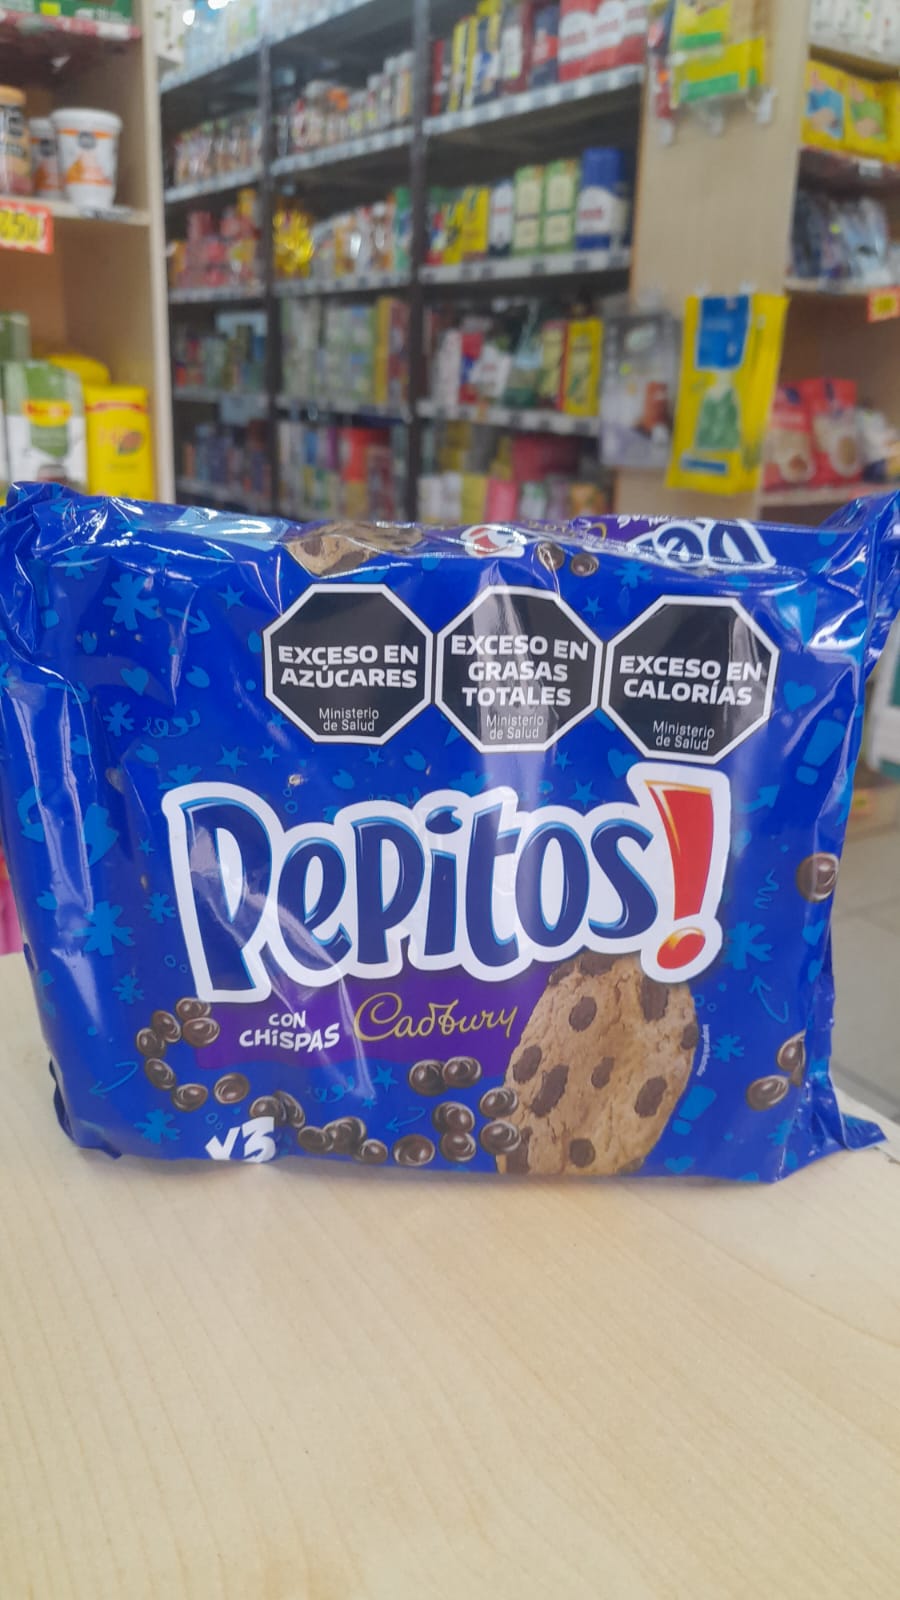 EXCESO EN
AZÚCARES
Ministerio
de Salud
EXCESO EN
GRASAS
TOTALES
Ministerio
de Salud
EXCESO EN
CALORÍAS
Ministerio
de Salud
Pepitos!
CON
CHiSPAS
Cadbury
x3